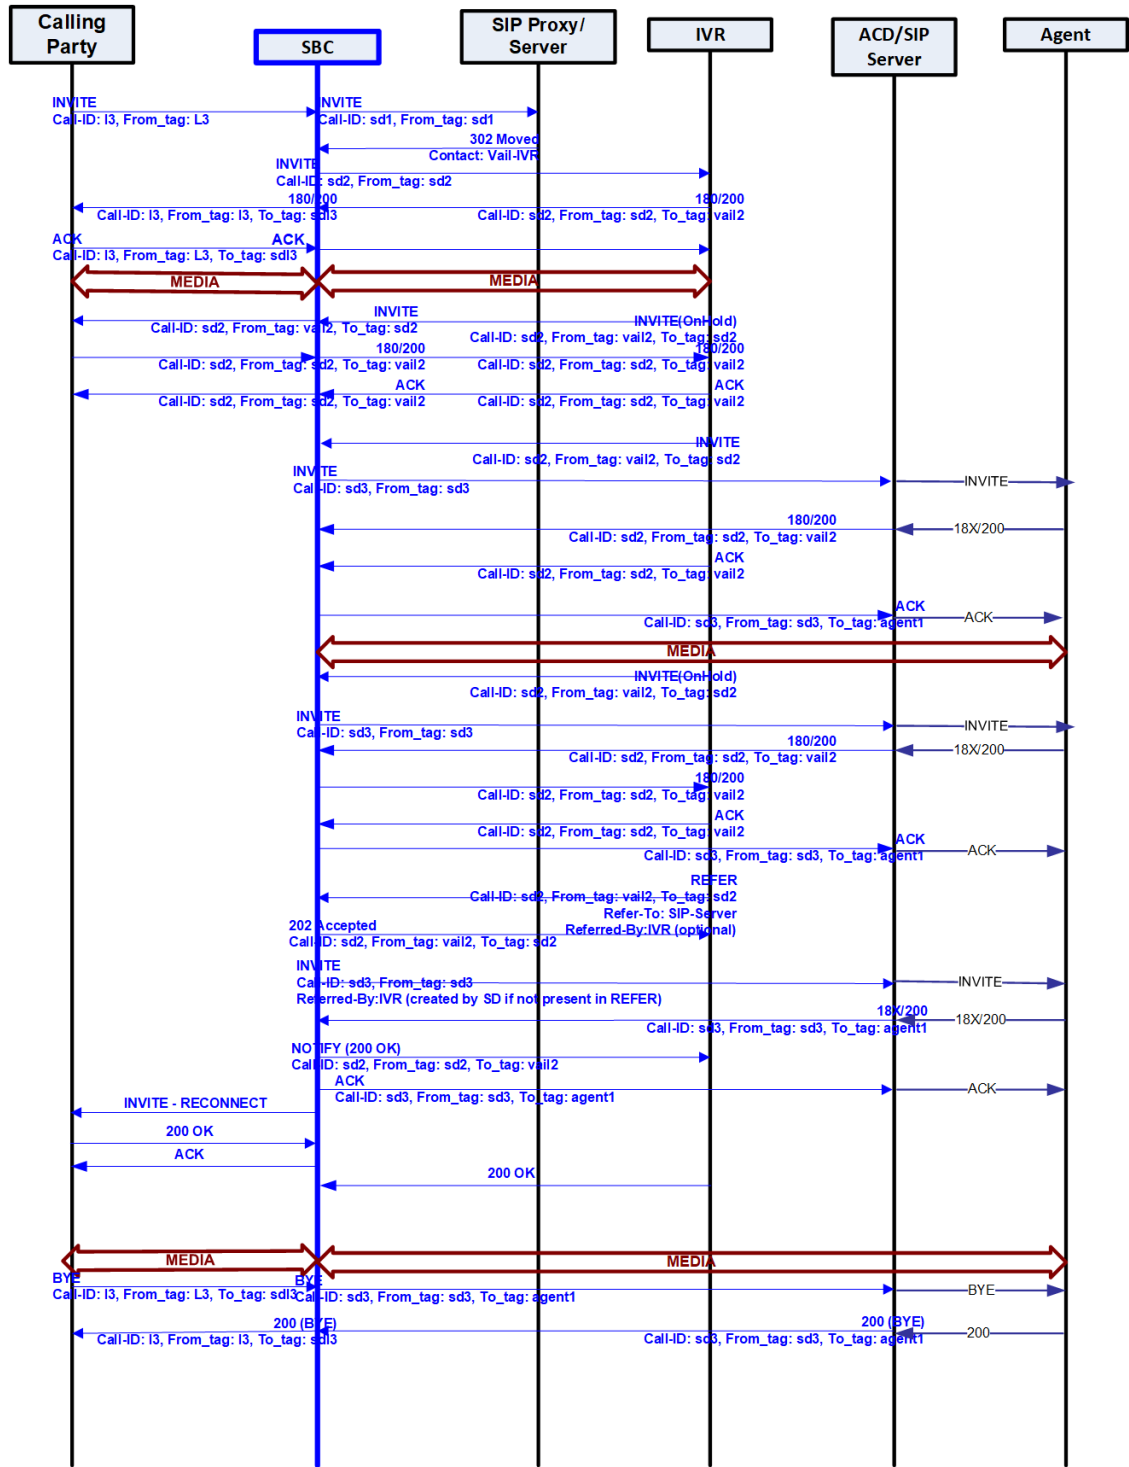 Calling
Party
SBC
SIP Proxy/
Server
IVR
ACD/SIP
Server
Agent
INVITE
Call-ID: l3, From_tag: L3
INVITE
Call-ID: sd1, From_tag: sd1
302 Moved
Contact: Vail-IVR
INVITE
Call-ID: sd2, From_tag: sd2
180/200
Call-ID: l3, From_tag: l3, To_tag: sdl3
180/200
Call-ID: sd2, From_tag: sd2, To_tag: vail2
ACK
Call-ID: l3, From_tag: L3, To_tag: sdl3
ACK
MEDIA
MEDIA
INVITE
Call-ID: sd2, From_tag: vail2, To_tag: sd2
INVITE(OnHold)
Call-ID: sd2, From_tag: vail2, To_tag: sd2
180/200
Call-ID: sd2, From_tag: sd2, To_tag: vail2
180/200
Call-ID: sd2, From_tag: sd2, To_tag: vail2
ACK
Call-ID: sd2, From_tag: sd2, To_tag: vail2
ACK
Call-ID: sd2, From_tag: sd2, To_tag: vail2
INVITE
Call-ID: sd2, From_tag: vail2, To_tag: sd2
INVITE
Call-ID: sd3, From_tag: sd3
INVITE
180/200
Call-ID: sd2, From_tag: sd2, To_tag: vail2
18X/200
ACK
Call-ID: sd2, From_tag: sd2, To_tag: vail2
ACK
Call-ID: sd3, From_tag: sd3, To_tag: agent1
ACK
MEDIA
INVITE(OnHold)
Call-ID: sd2, From_tag: vail2, To_tag: sd2
INVITE
Call-ID: sd3, From_tag: sd3
INVITE
180/200
Call-ID: sd2, From_tag: sd2, To_tag: vail2
18X/200
180/200
Call-ID: sd2, From_tag: sd2, To_tag: vail2
ACK
Call-ID: sd2, From_tag: sd2, To_tag: vail2
ACK
Call-ID: sd3, From_tag: sd3, To_tag: agent1
ACK
REFER
Call-ID: sd2, From_tag: vail2, To_tag: sd2
Refer-To: SIP-Server
Referred-By:IVR (optional)
202 Accepted
Call-ID: sd2, From_tag: vail2, To_tag: sd2
INVITE
Call-ID: sd3, From_tag: sd3
Referred-By:IVR (created by SD if not present in REFER)
INVITE
18X/200
Call-ID: sd3, From_tag: sd3, To_tag: agent1
18X/200
NOTIFY (200 OK)
Call-ID: sd2, From_tag: sd2, To_tag: vail2
ACK
Call-ID: sd3, From_tag: sd3, To_tag: agent1
ACK
INVITE - RECONNECT
200 OK
ACK
200 OK
MEDIA
MEDIA
BYE
Call-ID: l3, From_tag: L3, To_tag: sdl3
BYE
Call-ID: sd3, From_tag: sd3, To_tag: agent1
BYE
200 (BYE)
Call-ID: l3, From_tag: l3, To_tag: sdl3
200 (BYE)
Call-ID: sd3, From_tag: sd3, To_tag: agent1
200